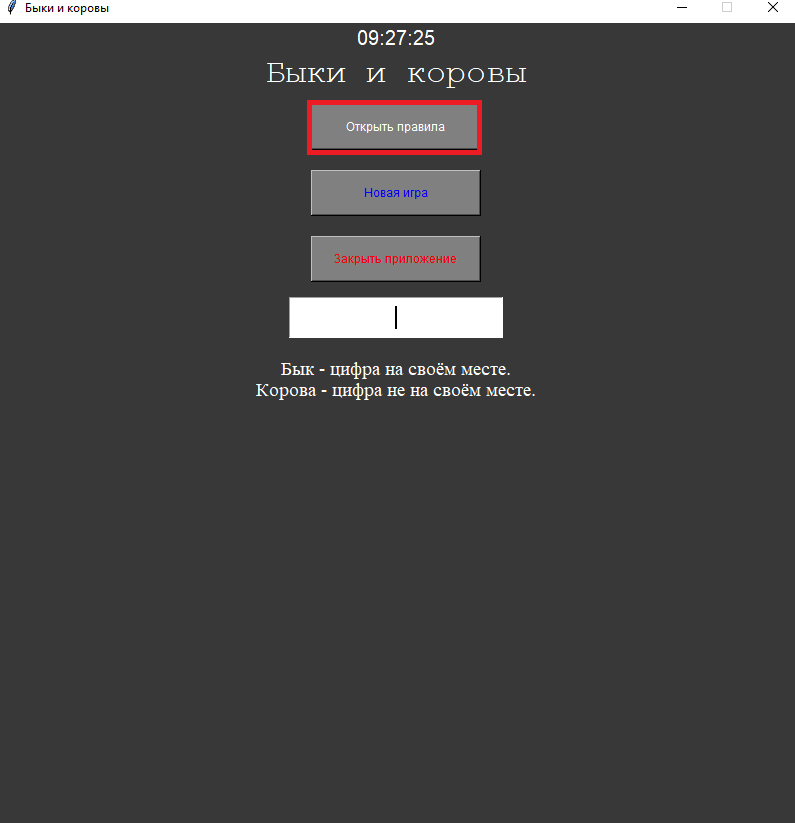 Быки и коровы
09:27:25
Быки и коровы
Открыть правила
Новая игра
Закрыть приложение
Бык - цифра на своём месте.
Корова - цифра не на своём месте.